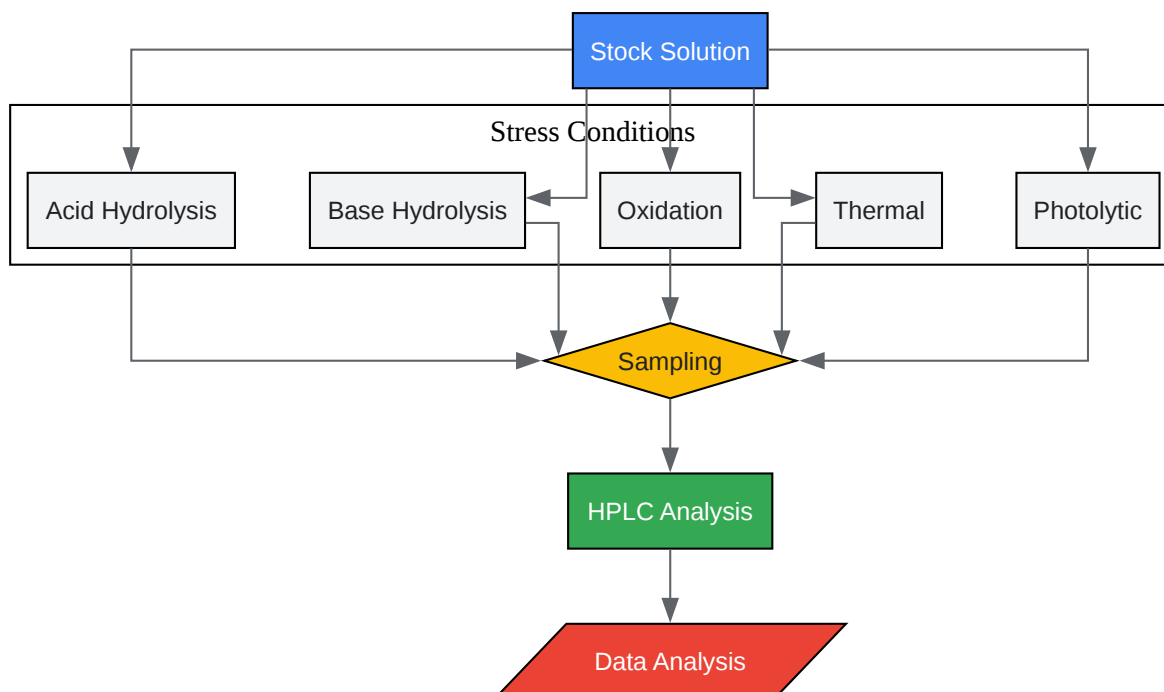 Stock Solution
Stress Conditions
Acid Hydrolysis
Base Hydrolysis
Oxidation
Thermal
Photolytic
Sampling
HPLC Analysis
Data Analysis